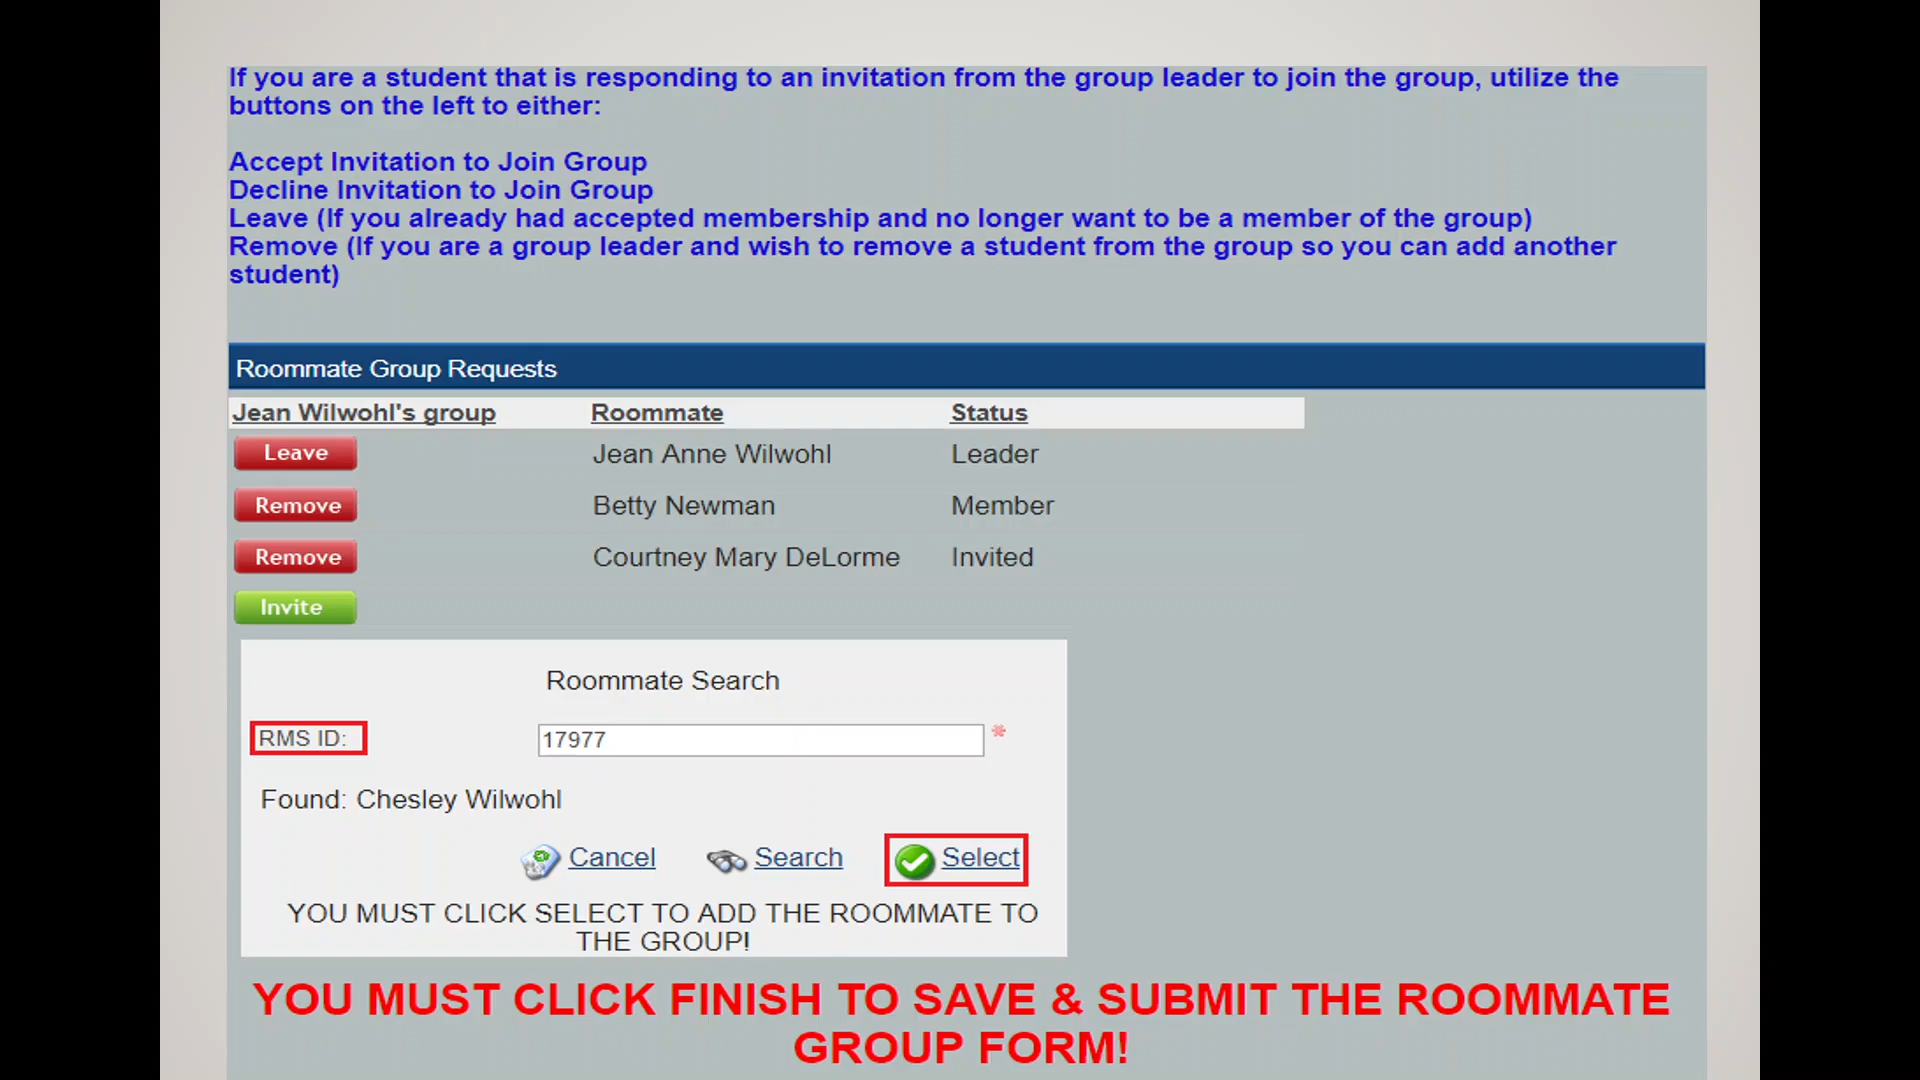 If you are a student that is responding to an invitation from the group leader to join the group, utilize the
buttons on the left to either:
Accept Invitation to Join Group
Decline Invitation to Join Group
Leave (If you already had accepted membership and no longer want to be a member of the group)
Remove (If you are a group leader and wish to remove a student from the group so you can add another
student)
Roommate Group Requests
Jean Wilwohl's group Roommate Status
Leave Jean Anne Wilwohl Leader
Remove Betty Newman Member
Remove Courtney Mary DeLorme Invited
Invite
Roommate Search
RMS ID: 17977 *
Found: Chesley Wilwohl
Cancel Search Select
YOU MUST CLICK SELECT TO ADD THE ROOMMATE TO
THE GROUP!
YOU MUST CLICK FINISH TO SAVE & SUBMIT THE ROOMMATE
GROUP FORM!